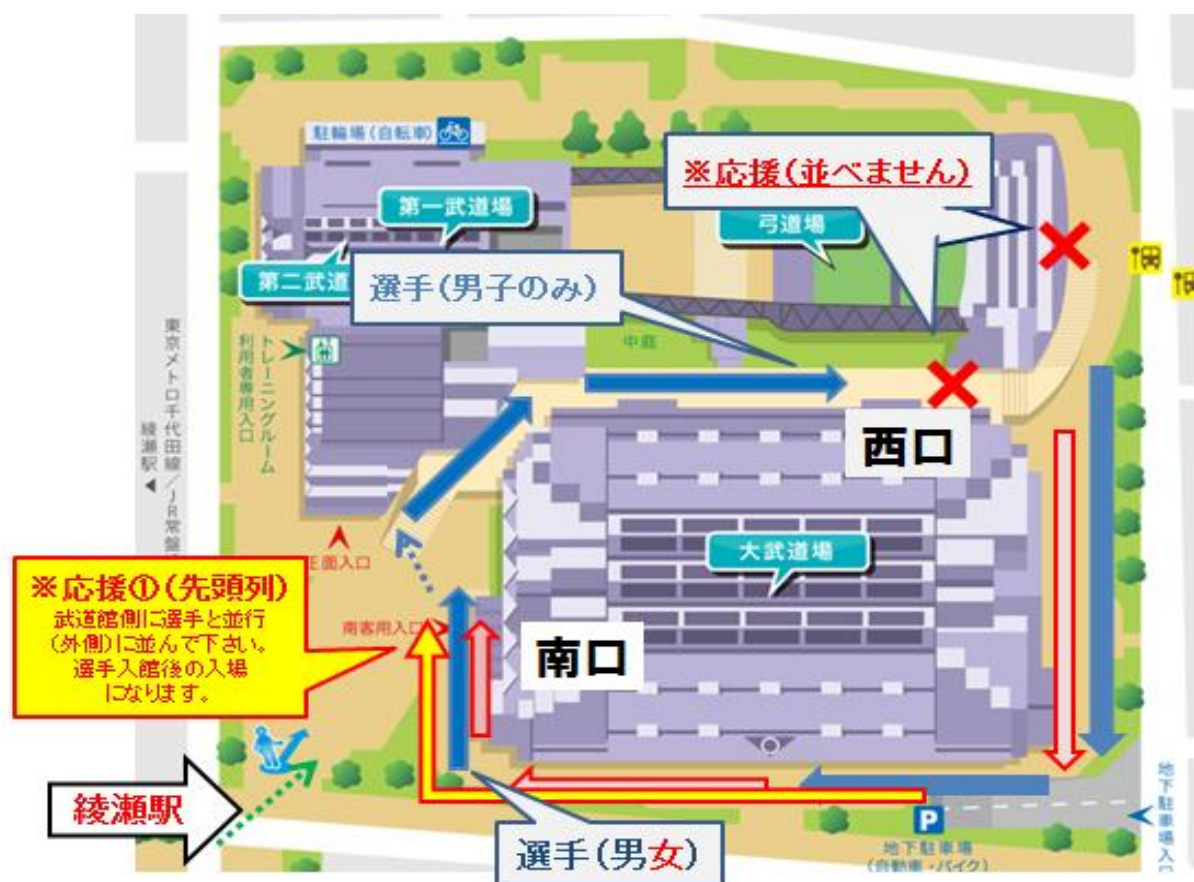 駐輪場(自転車)
※応援(並べません)
第一武道場
弓道場
第二武道
選手(男子のみ)
中庭
トレーニングルーム
利用者専用入口
東京メトロ千代田線/JR常盤
綾瀬駅◀
西口
大武道場
正面入口
※応援①(先頭列)
武道館側に選手と並行
(外側)に並んで下さい。
選手入館後の入場
になります。
南客用入口
南口
綾瀬駅
選手(男女)
P
地下駐車場
(自動車・バイク)
地下駐車場入口